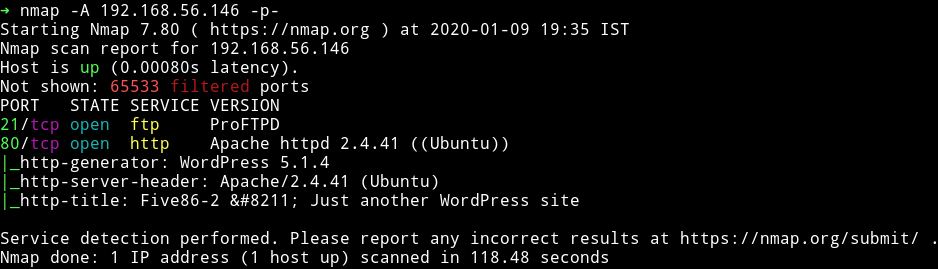 ➜ nmap -A 192.168.56.146 -p-
Starting Nmap 7.80 ( https://nmap.org ) at 2020-01-09 19:35 IST
Nmap scan report for 192.168.56.146
Host is up (0.00080s latency).
Not shown: 65533 filtered ports
PORT   STATE SERVICE VERSION
21/tcp open  ftp     ProFTPD
80/tcp open  http    Apache httpd 2.4.41 ((Ubuntu))
|_http-generator: WordPress 5.1.4
|_http-server-header: Apache/2.4.41 (Ubuntu)
|_http-title: Five86-2 &#8211; Just another WordPress site

Service detection performed. Please report any incorrect results at https://nmap.org/submit/ .
Nmap done: 1 IP address (1 host up) scanned in 118.48 seconds